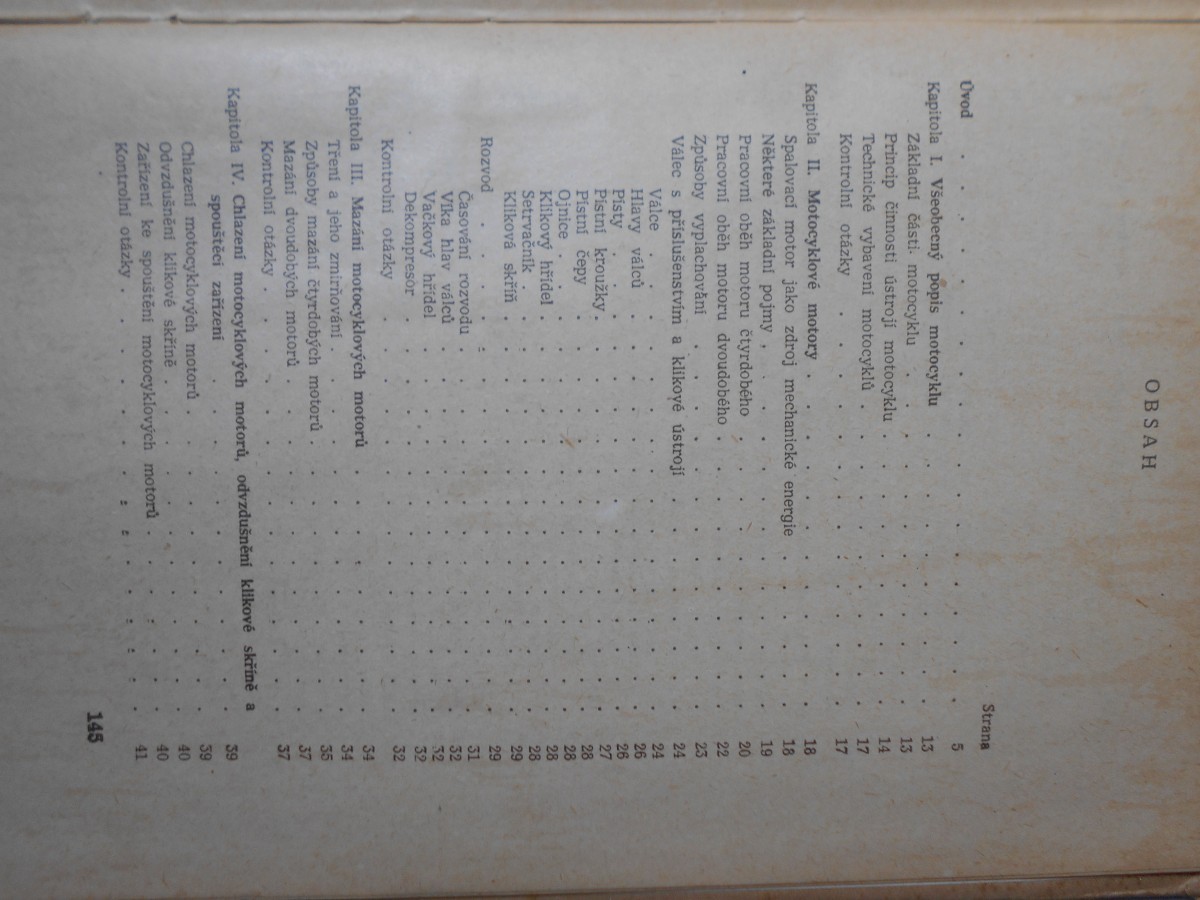 OBSAH
Strana
Úvod . . . . . . . . . . . . . 5
Kapitola I. Všeobecný popis motocyklu . . . . . . . 13
Základní části motocyklu . . . . . . . . 13
Princip činnosti ústrojí motocyklu . . . . . . . 14
Technické vybavení motocyklů . . . . . . . . 17
Kontrolní otázky . . . . . . . . . . 17
Kapitola II. Motocyklové motory . . . . . . . . 18
Spalovací motor jako zdroj mechanické energie . . . . 18
Některé základní pojmy . . . . . . . . . 19
Pracovní oběh motoru čtyrdobého . . . . . . . 20
Pracovní oběh motoru dvoudobého . . . . . . . 22
Způsoby vyplachování . . . . . . . . . 23
Válec s příslušenstvím a klikové ústrojí . . . . . . 24
Válce . . . . . . . . . . 24
Hlavy válců . . . . . . . . . 26
Písty . . . . . . . . . . 26
Pístní kroužky . . . . . . . . . 27
Pístní čepy . . . . . . . . . 28
Ojnice . . . . . . . . . . 28
Klikový hřídel . . . . . . . . . 28
Setrvačník . . . . . . . . . 28
Kliková skříň . . . . . . . . . 29
Rozvod . . . . . . . . . . . 29
Časování rozvodu . . . . . . . . 31
Víka hlav válců . . . . . . . . . 32
Vačkový hřídel . . . . . . . . . 32
Dekompresor . . . . . . . . . 32
Kontrolní otázky . . . . . . . . . . 32
Kapitola III. Mazání motocyklových motorů . . . . . . 34
Tření a jeho zmírňování . . . . . . . . . 34
Způsoby mazání čtyrdobých motorů . . . . . . . 35
Mazání dvoudobých motorů . . . . . . . . 37
Kontrolní otázky . . . . . . . . . . 37
Kapitola IV. Chlazení motocyklových motorů, odvzdušnění klikové skříně a
spouštěcí zařízení . . . . . . . . . 39
Chlazení motocyklových motorů . . . . . . . 39
Odvzdušnění klikové skříně . . . . . . . . 40
Zařízení ke spouštění motocyklových motorů . . . . . 40
Kontrolní otázky . . . . . . . . . . 41
145